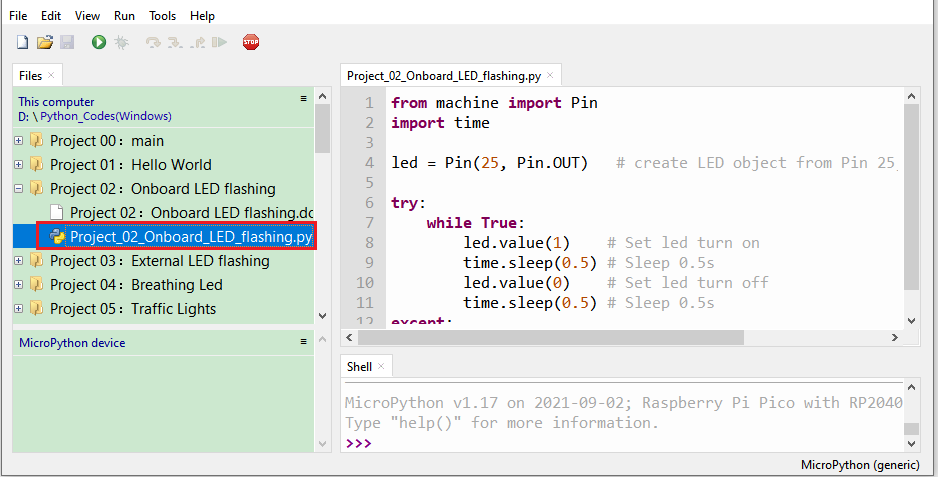 File Edit View Run Tools Help
STOP
Files
This computer
D: \ Python_Codes(Windows)
Project 00：main
Project 01：Hello World
Project 02：Onboard LED flashing
Project 02：Onboard LED flashing.dc
Project_02_Onboard_LED_flashing.py
Project 03：External LED flashing
Project 04：Breathing Led
Project 05：Traffic Lights
MicroPython device
Project_02_Onboard_LED_flashing.py
1 from machine import Pin
2 import time
3
4 led = Pin(25, Pin.OUT)   # create LED object from Pin 25,
5
6 try:
7     while True:
8         led.value(1)    # Set led turn on
9         time.sleep(0.5) # Sleep 0.5s
10         led.value(0)    # Set led turn off
11         time.sleep(0.5) # Sleep 0.5s
12 except:
Shell
MicroPython v1.17 on 2021-09-02; Raspberry Pi Pico with RP2040
Type "help()" for more information.
>>>
MicroPython (generic)